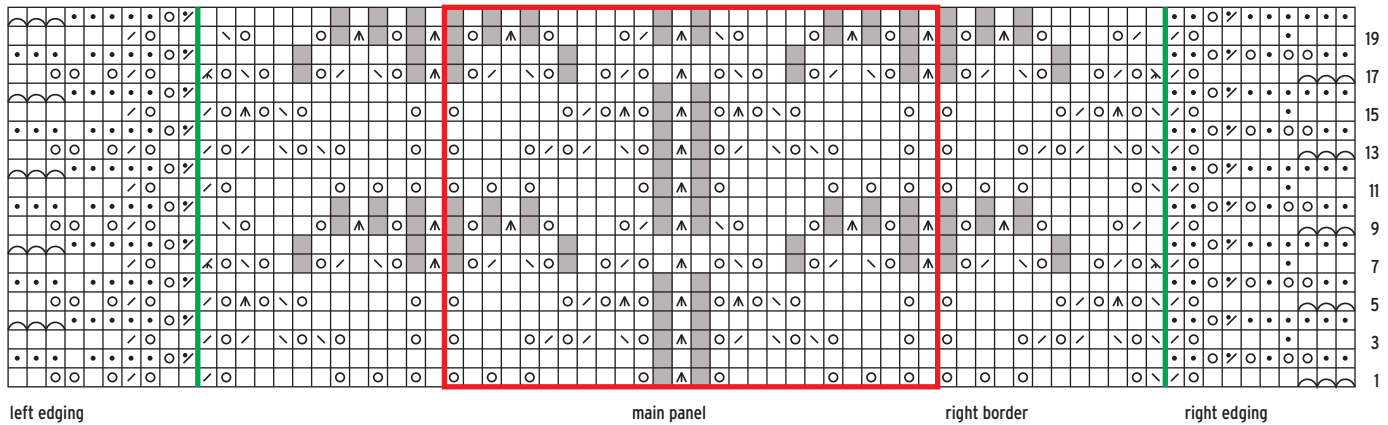 19
17
15
13
11
9
7
5
3
1
left edging
main panel
right border
right edging